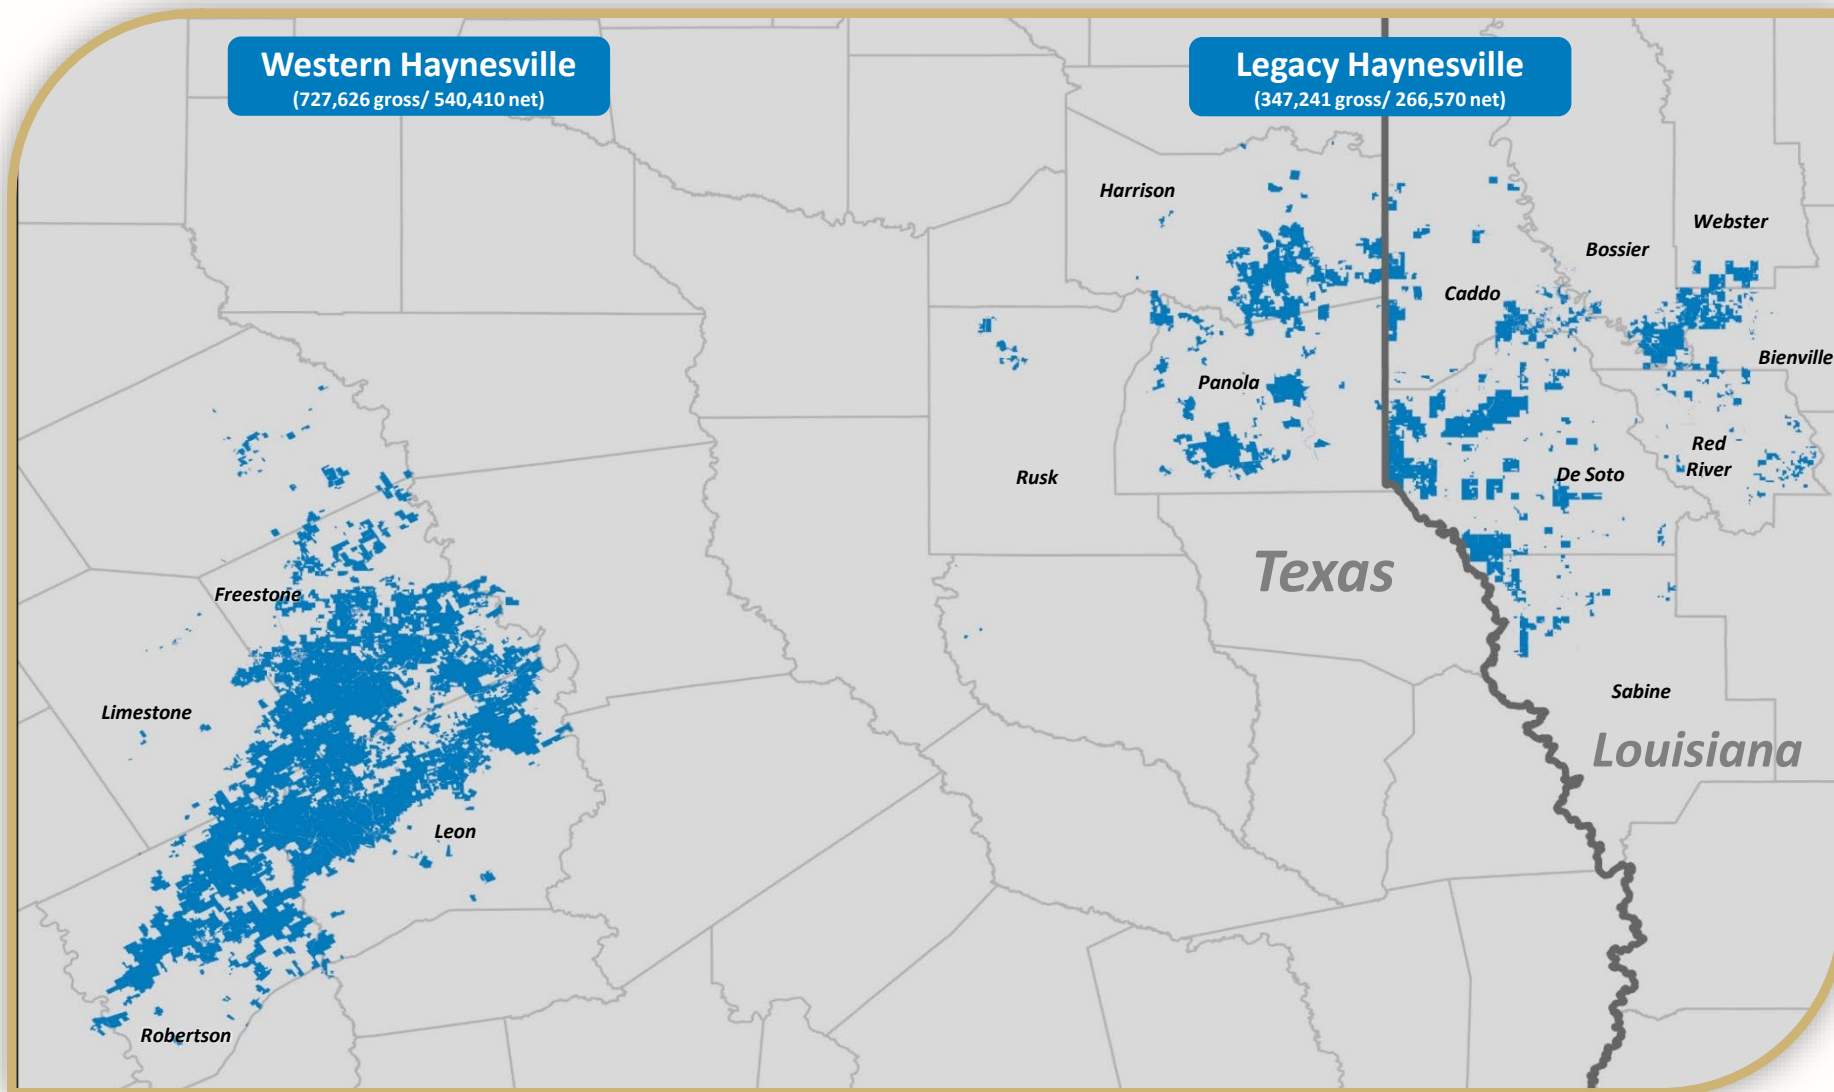 Western Haynesville
(727,626 gross/ 540,410 net)
Legacy Haynesville
(347,241 gross/ 266,570 net)
Harrison
Webster
Bossier
Caddo
Bienville
Panola
Red
River
Rusk
De Soto
Texas
Freestone
Limestone
Sabine
Louisiana
Leon
Robertson